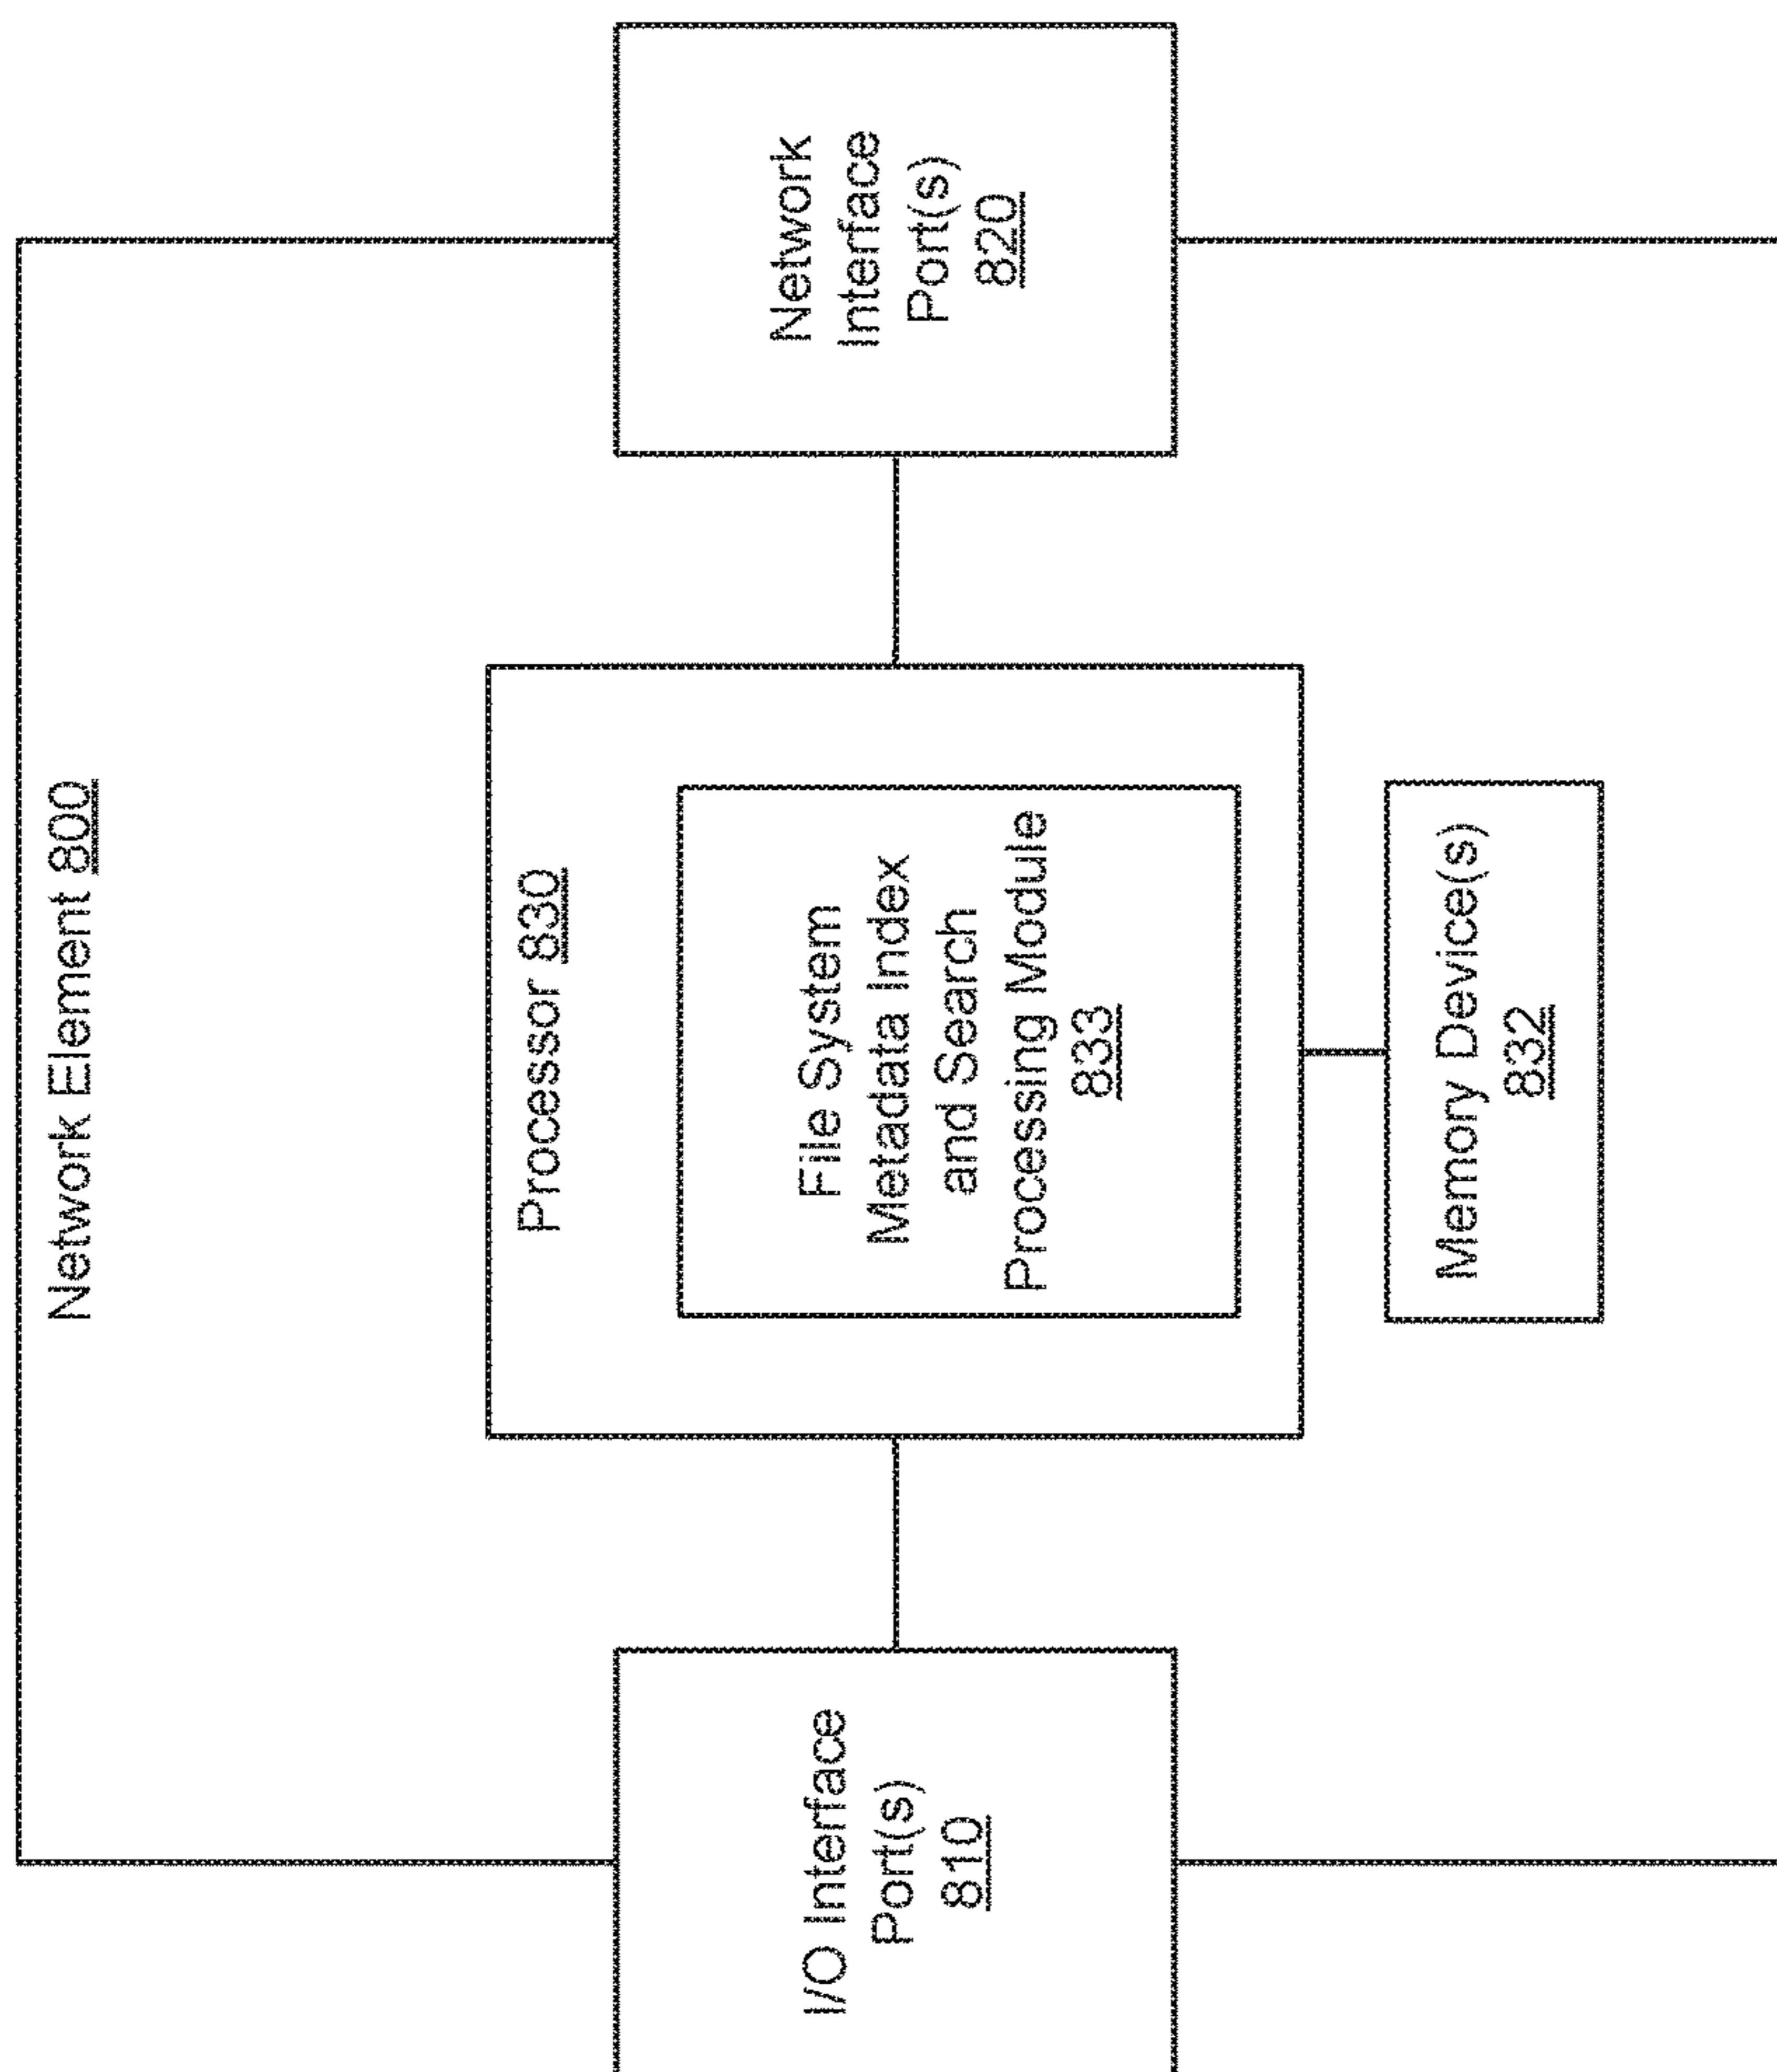 Network Element 800
I/O Interface
Port(s)
810
Processor 830
File System
Metadata Index
and Search
Processing Module
833
Memory Device(s)
832
Network
Interface
Port(s)
820